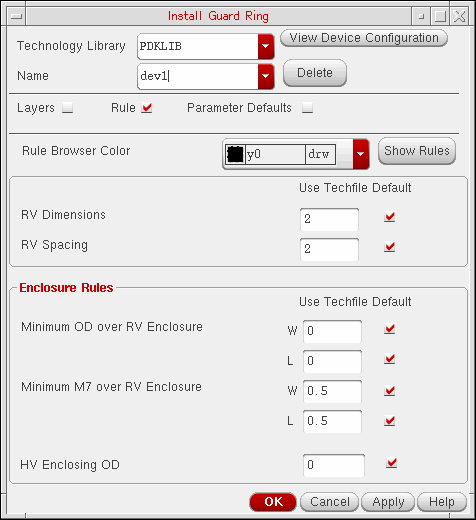 Install Guard Ring
Technology Library PDKLIB View Device Configuration
Name dev1 Delete
Layers Rule Parameter Defaults
Rule Browser Color y0 drw Show Rules
Use Techfile Default
RV Dimensions 2
RV Spacing 2
Enclosure Rules
Use Techfile Default
Minimum OD over RV Enclosure W 0
L 0
Minimum M7 over RV Enclosure W 0.5
L 0.5
HV Enclosing OD 0
OK Cancel Apply Help